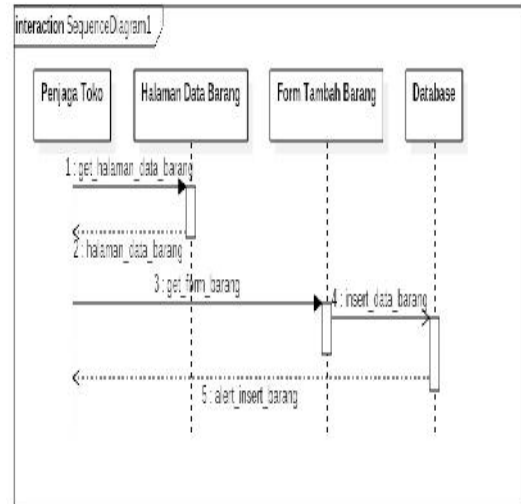 interaction SequenceDiagram1
Penjaga Toko
Halaman Data Barang
Form Tambah Barang
Database
1 : get_halaman_data_barang
2 : halaman_data_barang
3 : get_form_barang
4 : insert_data_barang
5 : alert_insert_barang